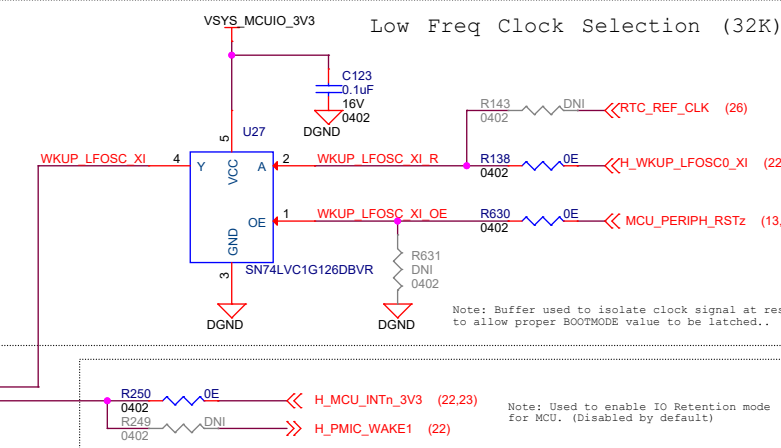 VSYS_MCUIO_3V3
Low Freq Clock Selection (32K)
C123
0.1uF
16V
0402
DGND
R143
DNI
0402
RTC_REF_CLK (26)
5
U27
WKUP_LFOSC_XI
4
Y
VCC
A
2
WKUP_LFOSC_XI_R
R138
0E
0402
H_WKUP_LFOSC0_XI (22
OE
1
WKUP_LFOSC_XI_OE
R630
0E
0402
MCU_PERIPH_RSTz (13,
GND
3
SN74LVC1G126DBVR
R631
DNI
0402
DGND
DGND
Note: Buffer used to isolate clock signal at res
to allow proper BOOTMODE value to be latched..
R250
0E
0402
H_MCU_INTn_3V3 (22,23)
R249
DNI
0402
H_PMIC_WAKE1 (22)
Note: Used to enable IO Retention mode
for MCU. (Disabled by default)